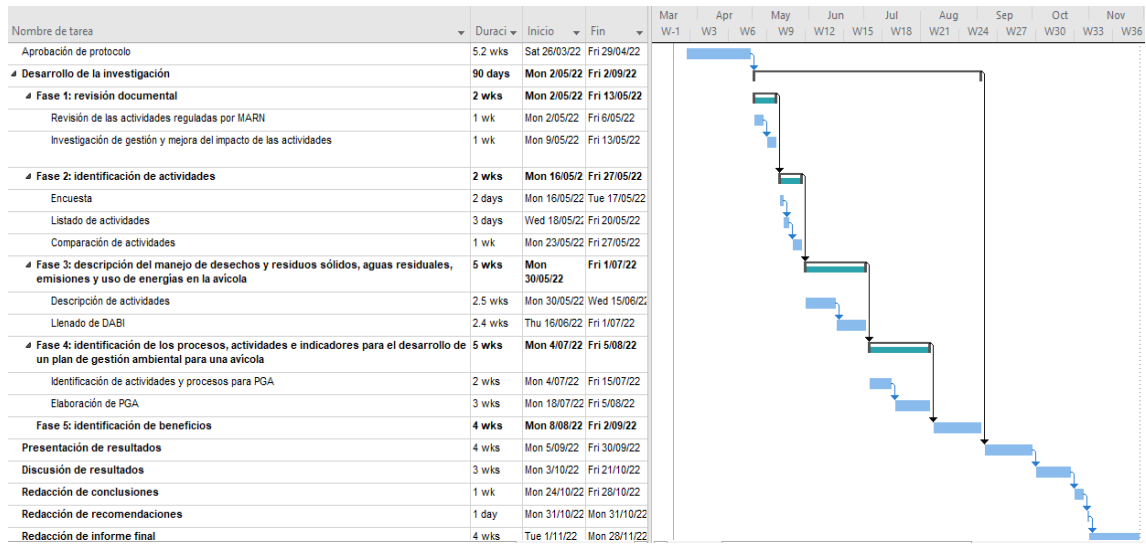 Mar Apr May Jun Jul Aug Sep Oct Nov
Nombre de tarea Duraci Inicio Fin W-1 W3 W6 W9 W12 W15 W18 W21 W24 W27 W30 W33 W36
Aprobación de protocolo 5.2 wks Sat 26/03/22 Fri 29/04/22
Desarrollo de la investigación 90 days Mon 2/05/22 Fri 2/09/22
Fase 1: revisión documental 2 wks Mon 2/05/22 Fri 13/05/22
Revisión de las actividades reguladas por MARN 1 wk Mon 2/05/22 Fri 6/05/22
Investigación de gestión y mejora del impacto de las actividades 1 wk Mon 9/05/22 Fri 13/05/22
Fase 2: identificación de actividades 2 wks Mon 16/05/2 Fri 27/05/22
Encuesta 2 days Mon 16/05/22 Tue 17/05/22
Listado de actividades 3 days Wed 18/05/22 Fri 20/05/22
Comparación de actividades 1 wk Mon 23/05/22 Fri 27/05/22
Fase 3: descripción del manejo de desechos y residuos sólidos, aguas residuales, 5 wks Mon Fri 1/07/22
emisiones y uso de energías en la avícola 30/05/22
Descripción de actividades 2.5 wks Mon 30/05/22 Wed 15/06/22
Llenado de DABI 2.4 wks Thu 16/06/22 Fri 1/07/22
Fase 4: identificación de los procesos, actividades e indicadores para el desarrollo de 5 wks Mon 4/07/22 Fri 5/08/22
un plan de gestión ambiental para una avícola
Identificación de actividades y procesos para PGA 2 wks Mon 4/07/22 Fri 15/07/22
Elaboración de PGA 3 wks Mon 18/07/22 Fri 5/08/22
Fase 5: identificación de beneficios 4 wks Mon 8/08/22 Fri 2/09/22
Presentación de resultados 4 wks Mon 5/09/22 Fri 30/09/22
Discusión de resultados 3 wks Mon 3/10/22 Fri 21/10/22
Redacción de conclusiones 1 wk Mon 24/10/22 Fri 28/10/22
Redacción de recomendaciones 1 day Mon 31/10/22 Mon 31/10/22
Redacción de informe final 4 wks Tue 1/11/22 Mon 28/11/22